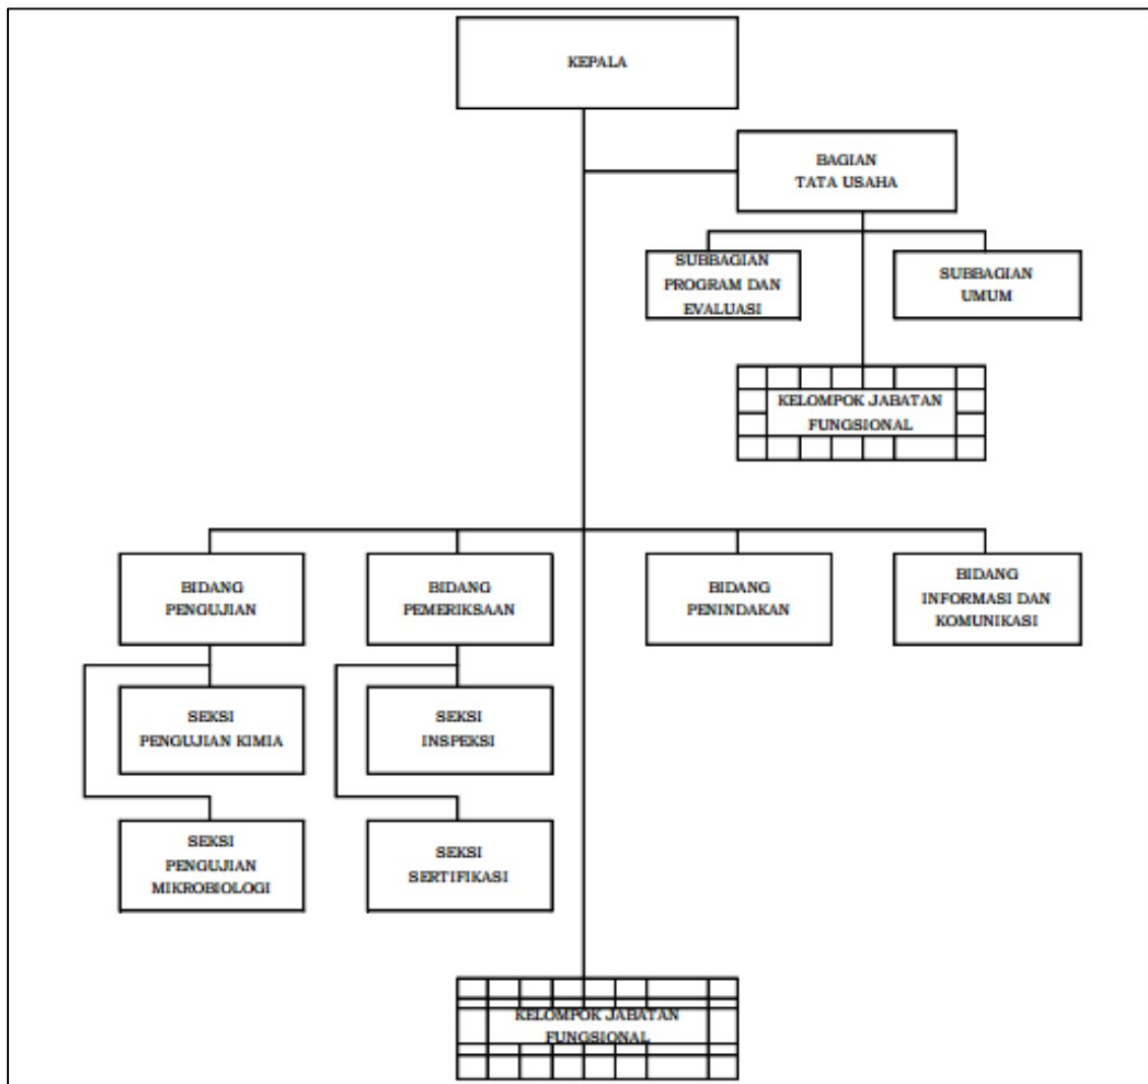 KEPALA
BAGIAN
TATA USAHA
SUBBAGIAN
PROGRAM DAN
EVALUASI
SUBBAGIAN
UMUM
KELOMPOK JABATAN
FUNGSIONAL
BIDANG
PENGUJIAN
BIDANG
PEMERIKSAAN
BIDANG
PENINDAKAN
BIDANG
INFORMASI DAN
KOMUNIKASI
SEKSI
PENGUJIAN KIMIA
SEKSI
INSPEKSI
SEKSI
PENGUJIAN
MIKROBIOLOGI
SEKSI
SERTIFIKASI
KELOMPOK JABATAN
FUNGSIONAL